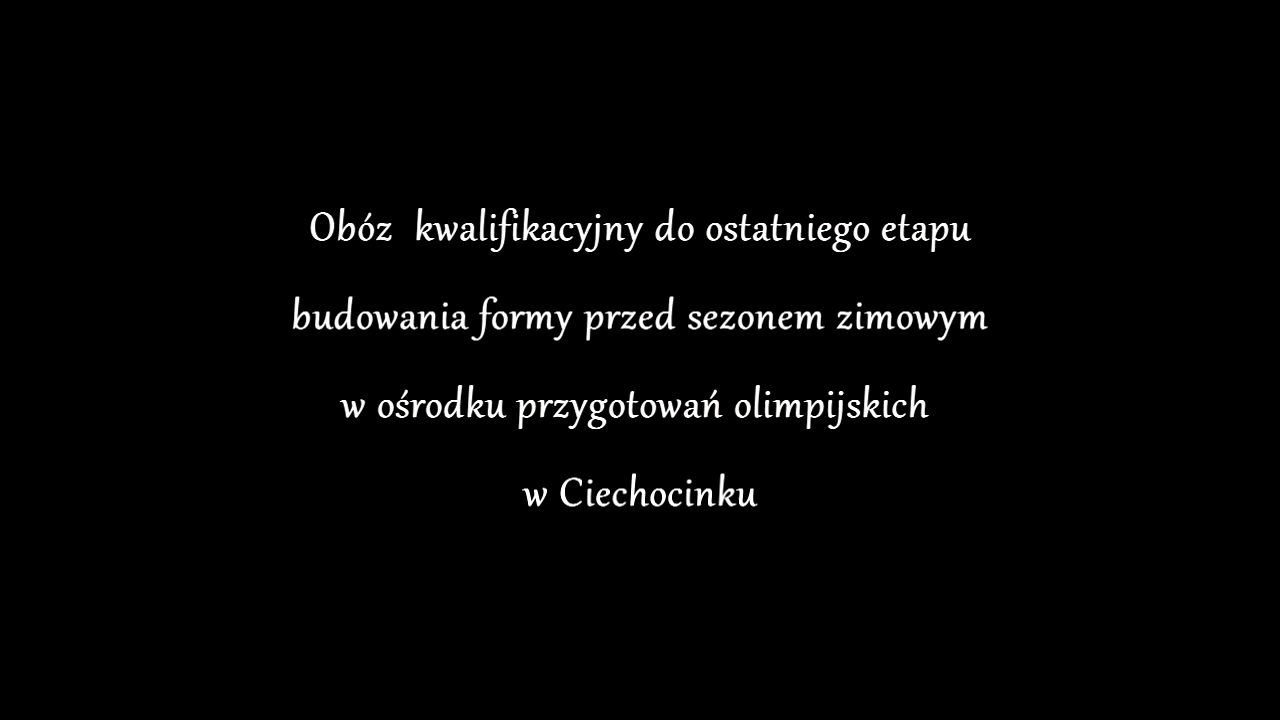 Obóz kwalifikacyjny do ostatniego etapu
budowania formy przed sezonem zimowym
w ośrodku przygotowań olimpijskich
w Ciechocinku